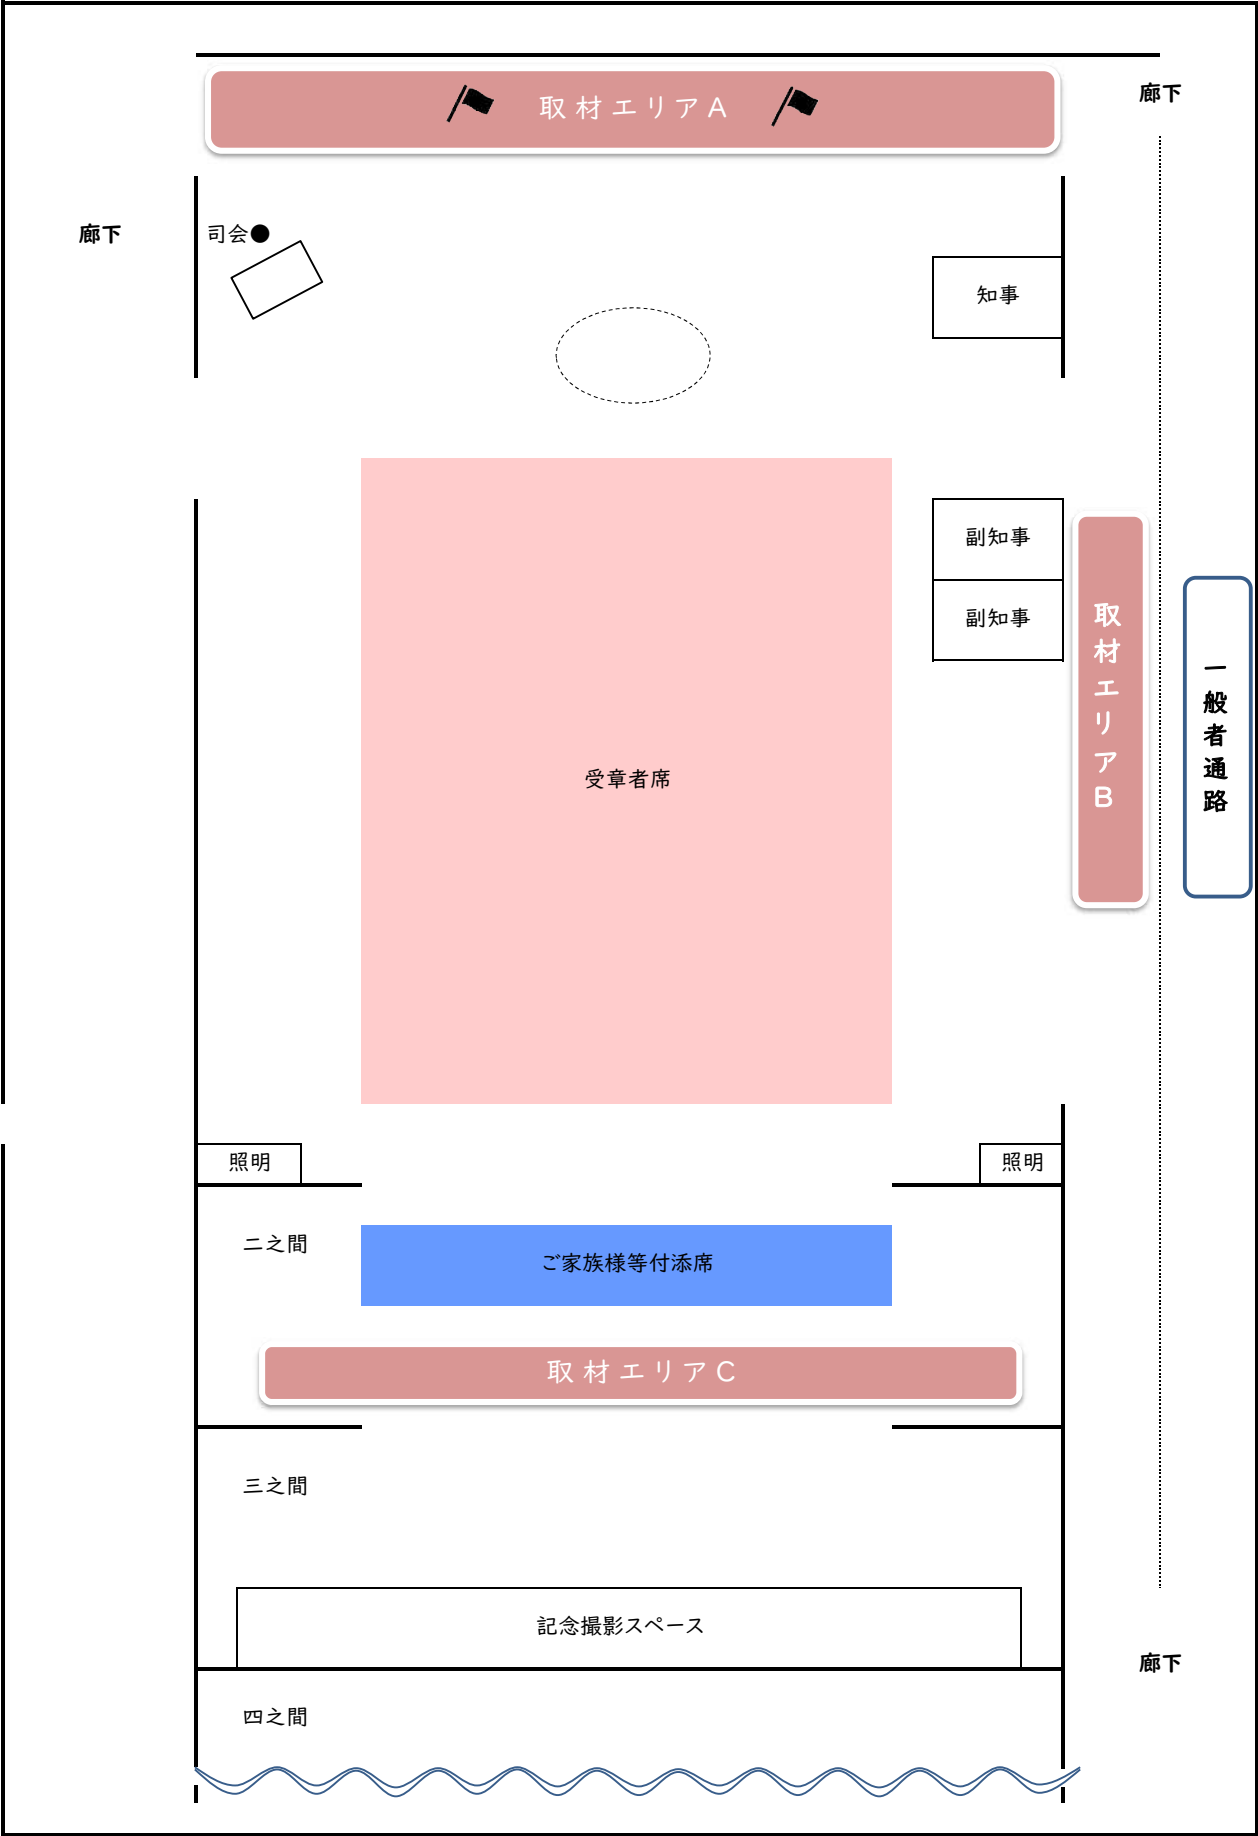 取材エリアA
廊下
廊下
司会●
知事
副知事
副知事
取材エリアB
一般者通路
受章者席
照明
照明
二之間
ご家族様等付添席
取材エリアC
三之間
記念撮影スペース
廊下
四之間